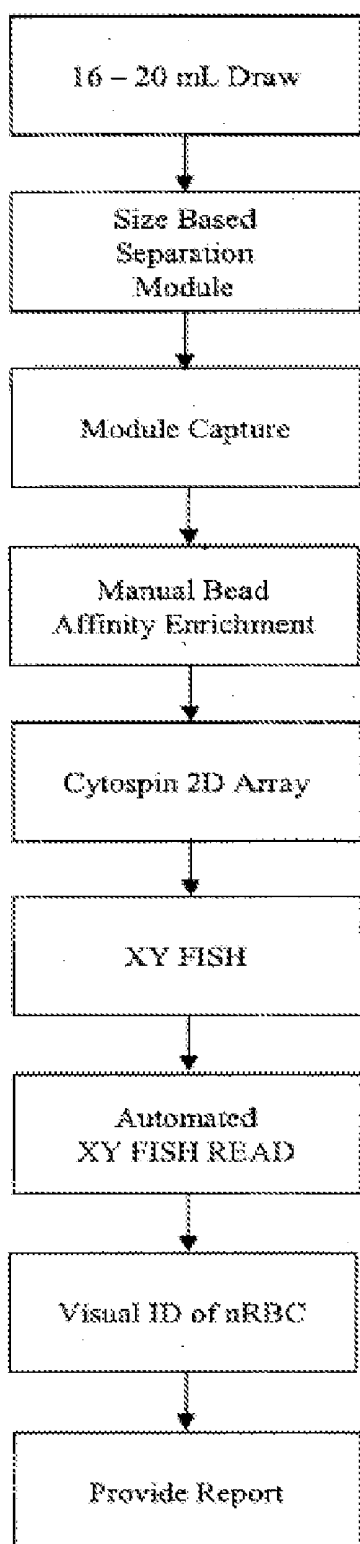 16 – 20 mL Draw
Size Based
Separation
Module
Module Capture
Manual Bead
Affinity Enrichment
Cytospin 2D Array
XY FISH
Automated
XY FISH READ
Visual ID of nRBC
Provide Report